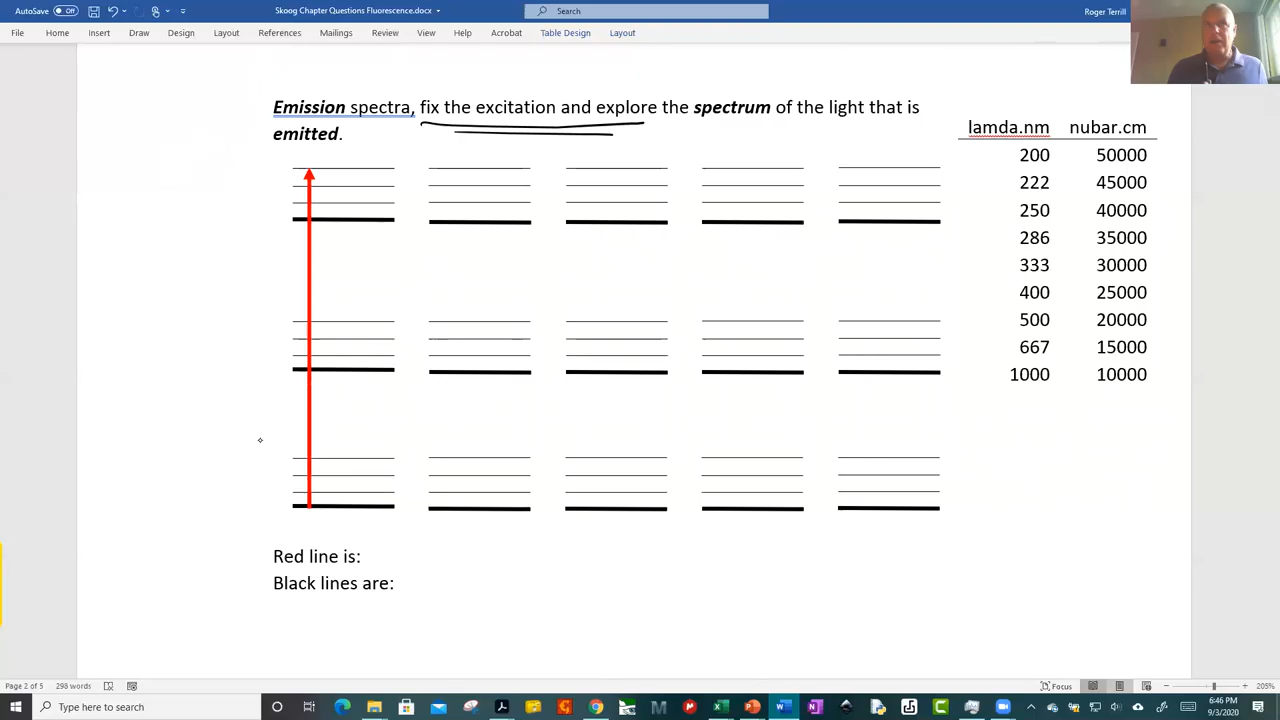 AutoSave Off
Skoog Chapter Questions Fluorescence.docx
Search
Roger Terrill
File Home Insert Draw Design Layout References Mailings Review View Help Acrobat Table Design Layout
Emission spectra, fix the excitation and explore the spectrum of the light that is
emitted.
lamda.nm nubar.cm
200 50000
222 45000
250 40000
286 35000
333 30000
400 25000
500 20000
667 15000
1000 10000
Red line is:
Black lines are:
Page 2 of 5 298 words Focus 205%
Type here to search
6:46 PM
9/3/2020